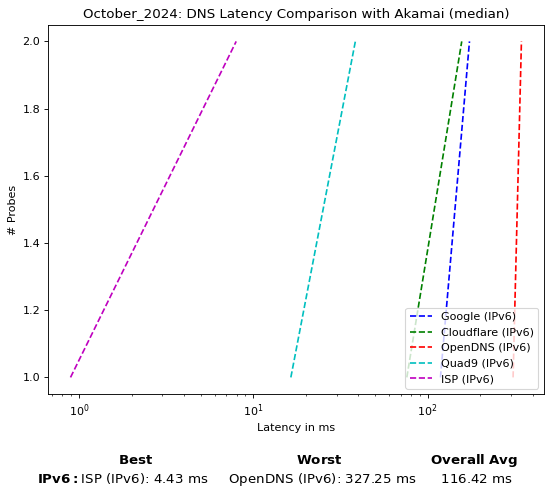 October_2024: DNS Latency Comparison with Akamai (median)
2.0
1.8
1.6
1.4
1.2
1.0
# Probes
Google (IPv6)
Cloudflare (IPv6)
OpenDNS (IPv6)
Quad9 (IPv6)
ISP (IPv6)
10⁰ 10¹ 10²
Latency in ms
Best Worst Overall Avg
IPv6: ISP (IPv6): 4.43 ms OpenDNS (IPv6): 327.25 ms 116.42 ms